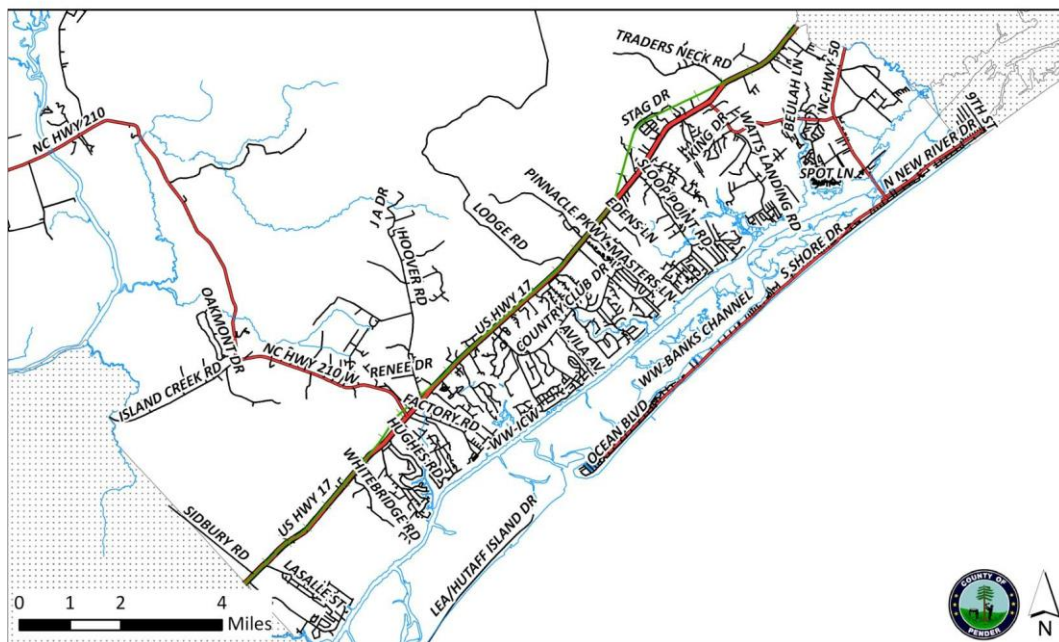 TRADERS NECK RD
NC HWY 210
STAG DR
BEULAH LN
NC HWY 50
9TH ST
KING DR
WATTS LANDING RD
SPOT LN
N NEW RIVER DR
SLOOP POINT RD
EDENS LN
PINNACLE PKWY
MASTERS LN
LODGE RD
J A DR
HOOVER RD
S SHORE DR
US HWY 17
COUNTRY CLUB DR
WW-BANKS CHANNEL
AVILA AV
OAKMONT DR
NC HWY 210 W
RENEE DR
ISLAND CREEK RD
FACTORY RD
WW-ICW
OCEAN BLVD
HUGHES RD
WHITEBRIDGE RD
US HWY 17
SIDBURY RD
LEA/HUTAFF ISLAND DR
LASALLE ST
0 1 2 4
Miles
COUNTY OF
PENDER
N